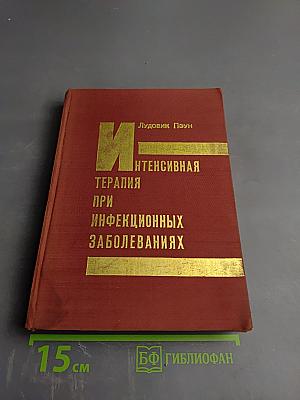 Лудовик Пэун
Интенсивная
терапия
при
инфекционных
заболеваниях
15 см
БФ ГИБЛИОФАН